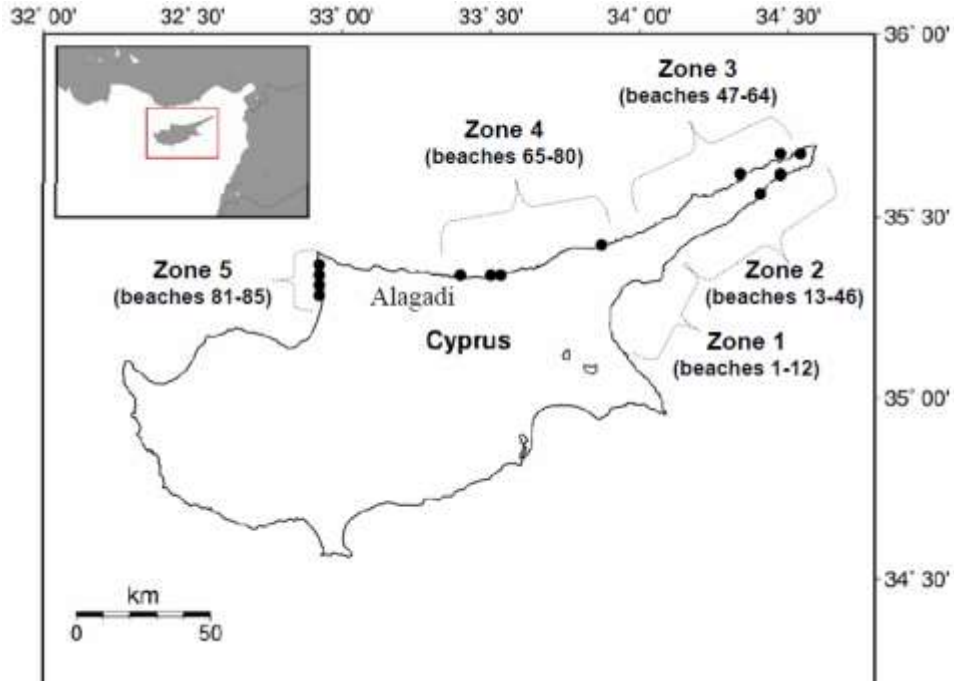 32° 00'
32° 30'
33° 00'
33° 30'
34° 00'
34° 30'
36° 00'
Zone 3
(beaches 47-64)
Zone 4
(beaches 65-80)
35° 30'
Zone 5
(beaches 81-85)
Alagadi
Zone 2
(beaches 13-46)
Cyprus
Zone 1
(beaches 1-12)
35° 00'
34° 30'
km
0
50